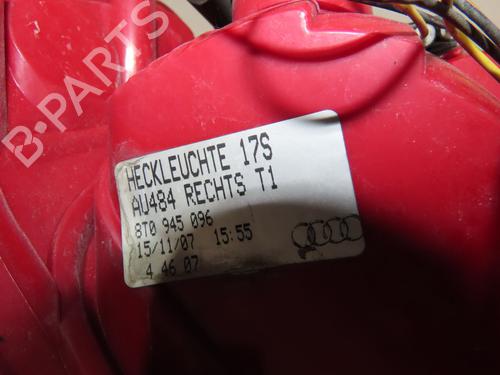 B-PARTS
HECKLEUCHTE 17S
AU484 RECHTS T1
8T0 945 096
15/11/07 15:55
4 46 07